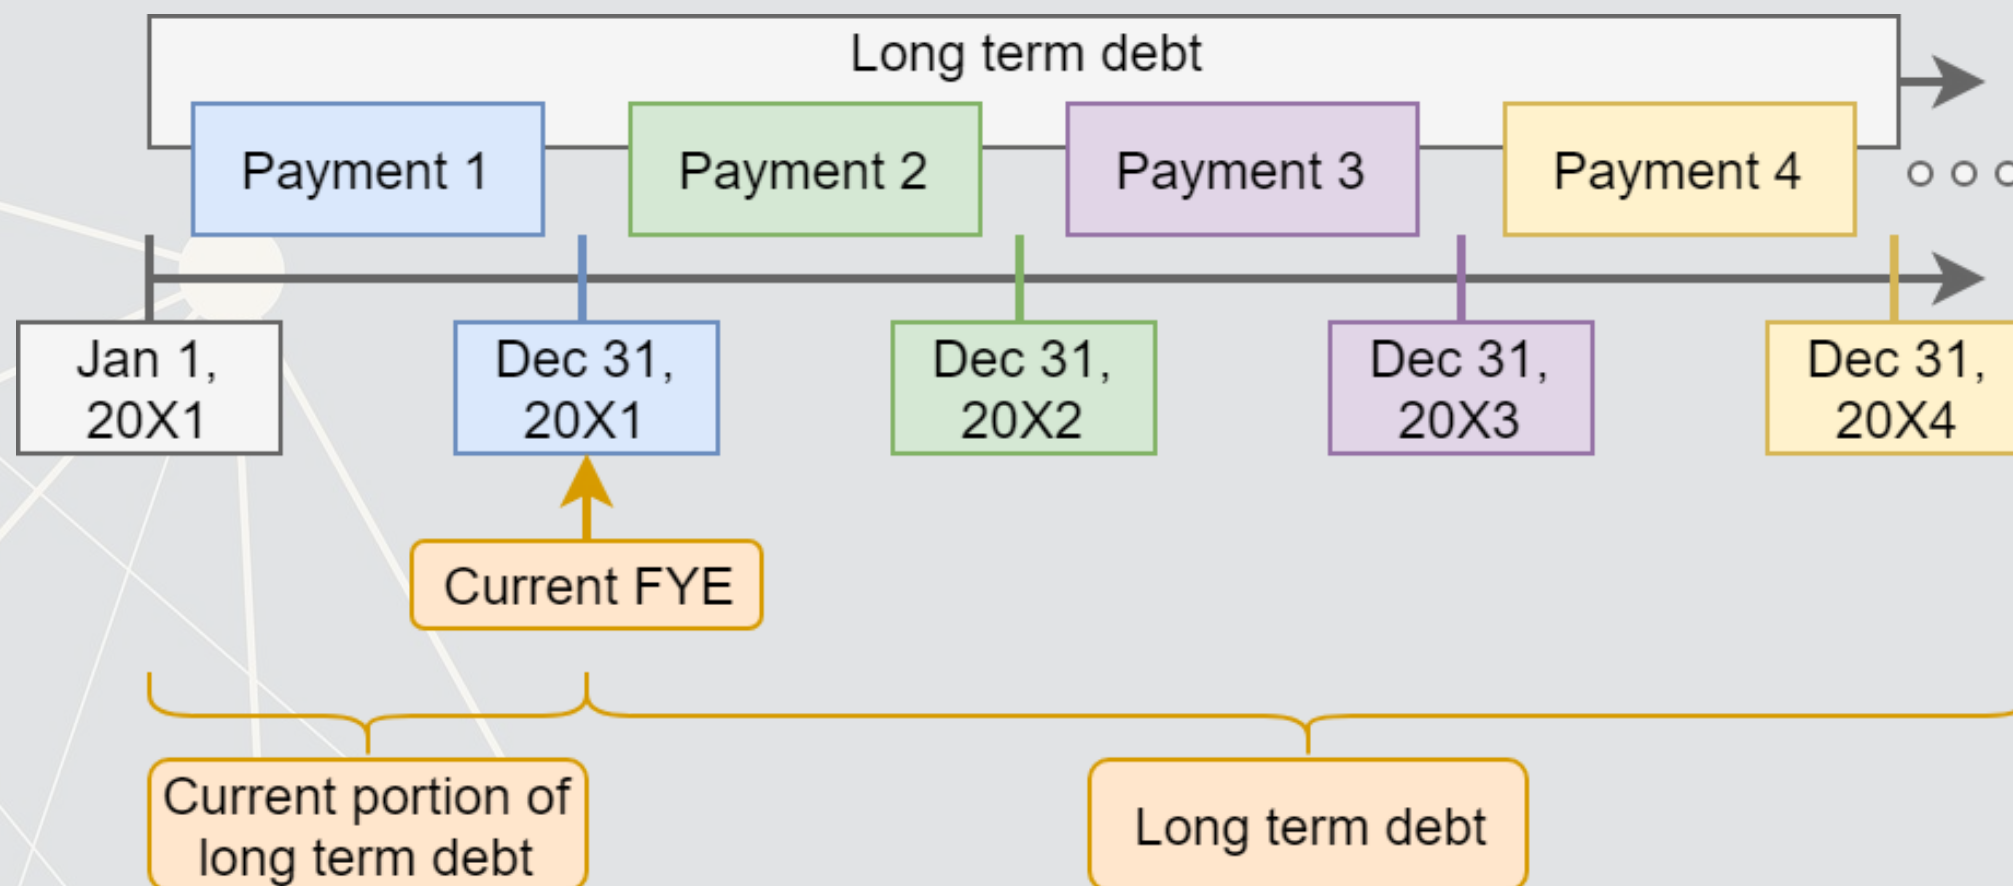 Long term debt
Payment 1
Payment 2
Payment 3
Payment 4
Jan 1,
20X1
Dec 31,
20X1
Dec 31,
20X2
Dec 31,
20X3
Dec 31,
20X4
Current FYE
Current portion of
long term debt
Long term debt